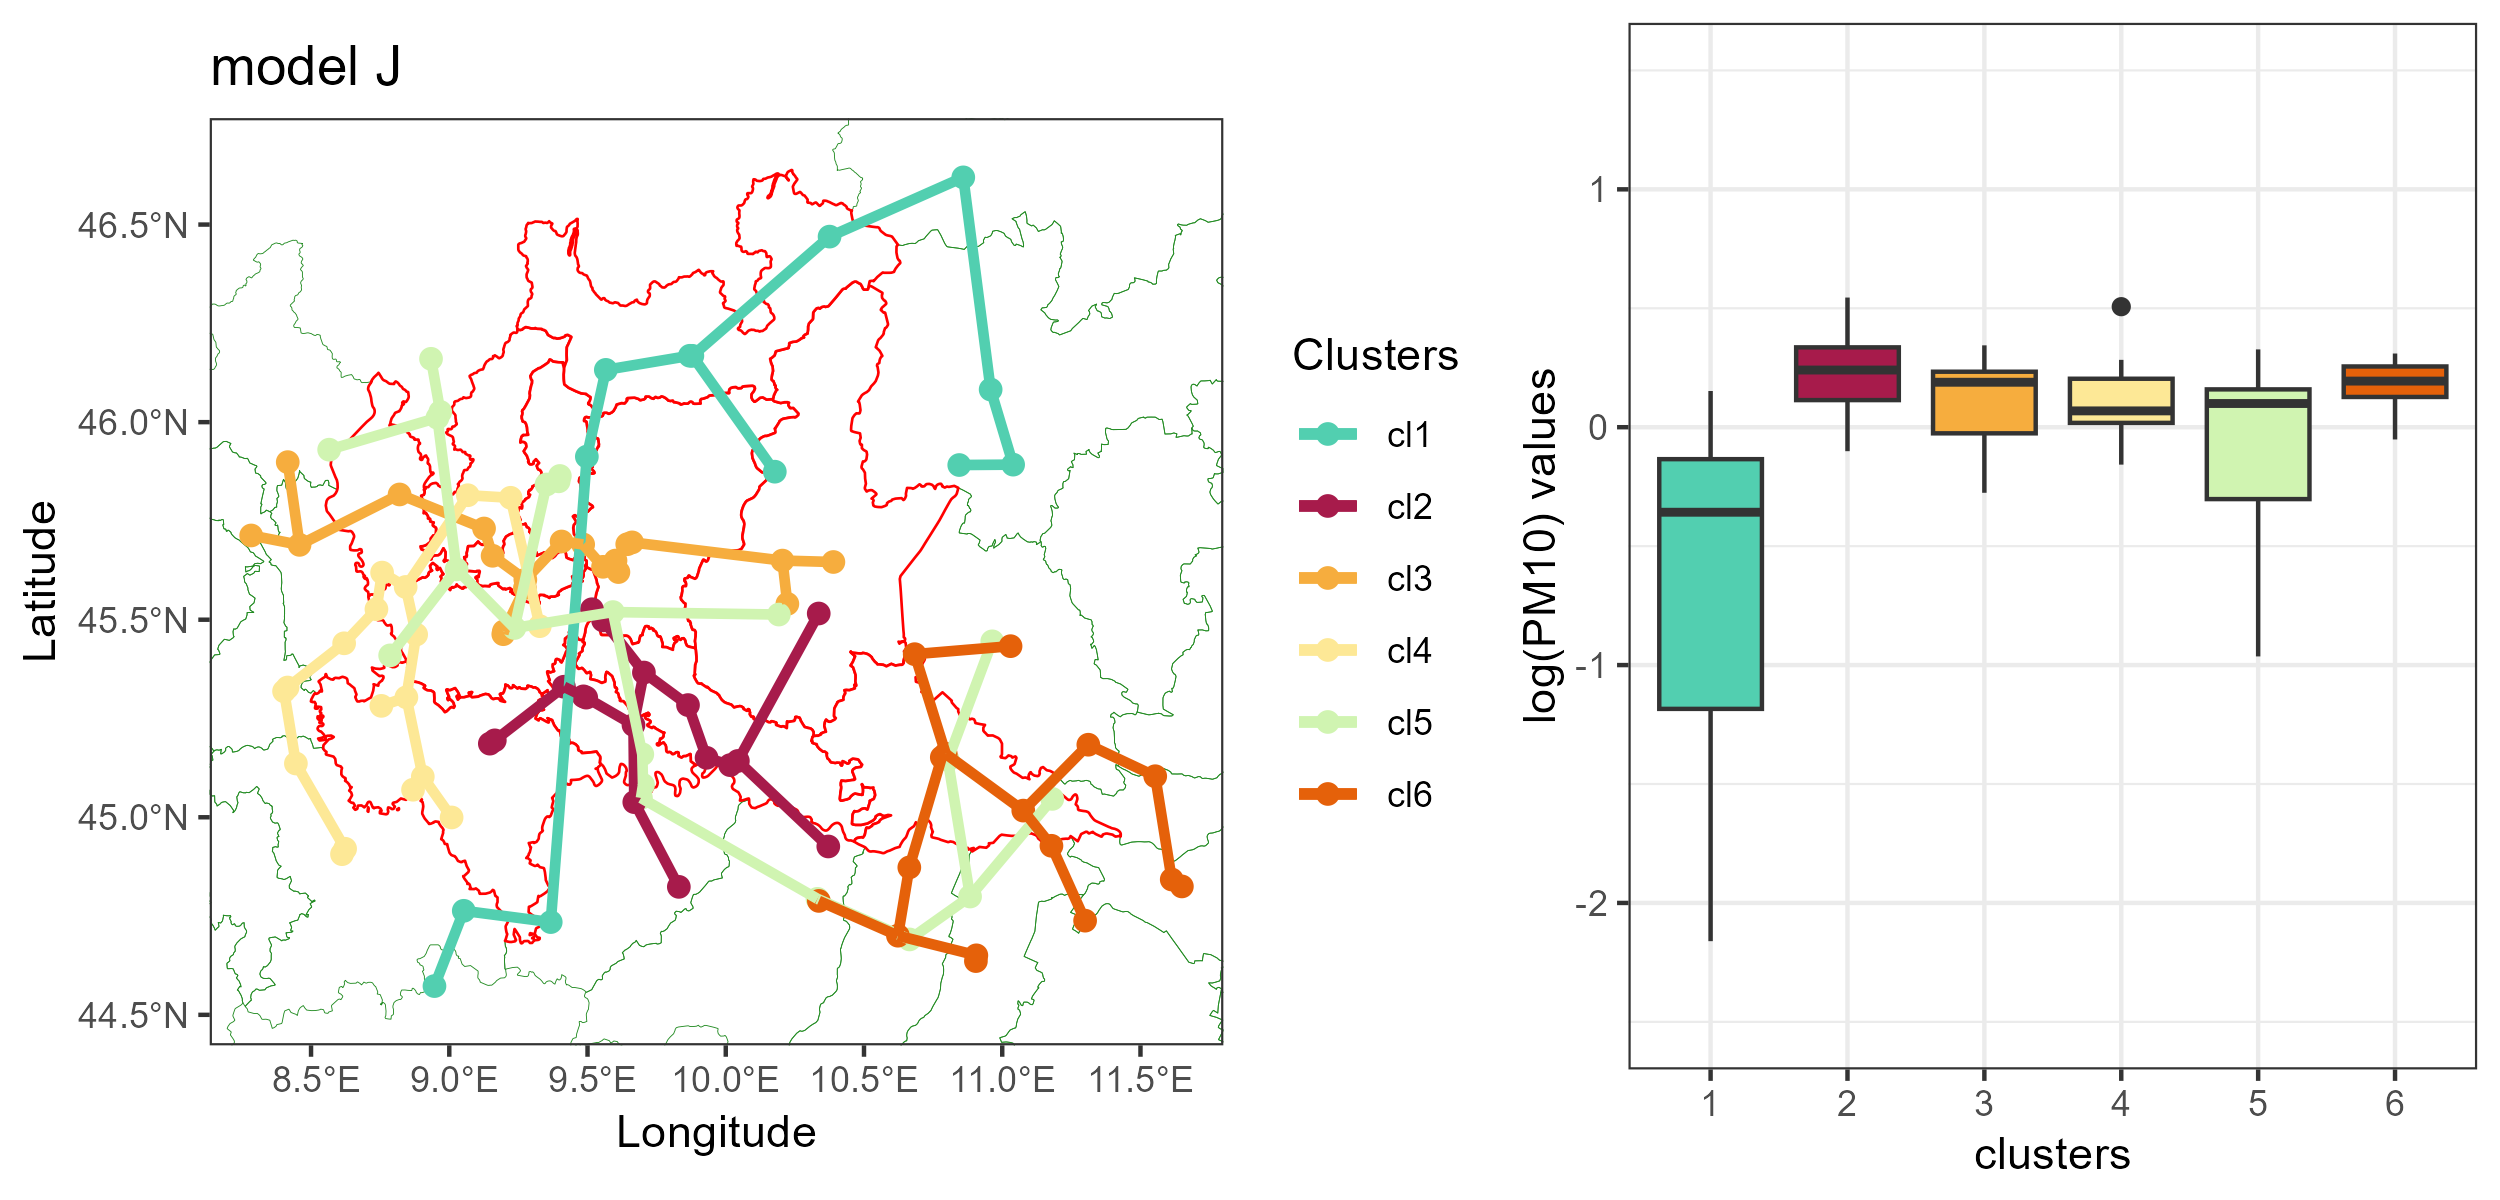 model J
Latitude
46.5°N
46.0°N
45.5°N
45.0°N
44.5°N
8.5°E 9.0°E 9.5°E 10.0°E 10.5°E 11.0°E 11.5°E
Longitude
Clusters
cl1
cl2
cl3
cl4
cl5
cl6
log(PM10) values
1
0
-1
-2
1 2 3 4 5 6
clusters